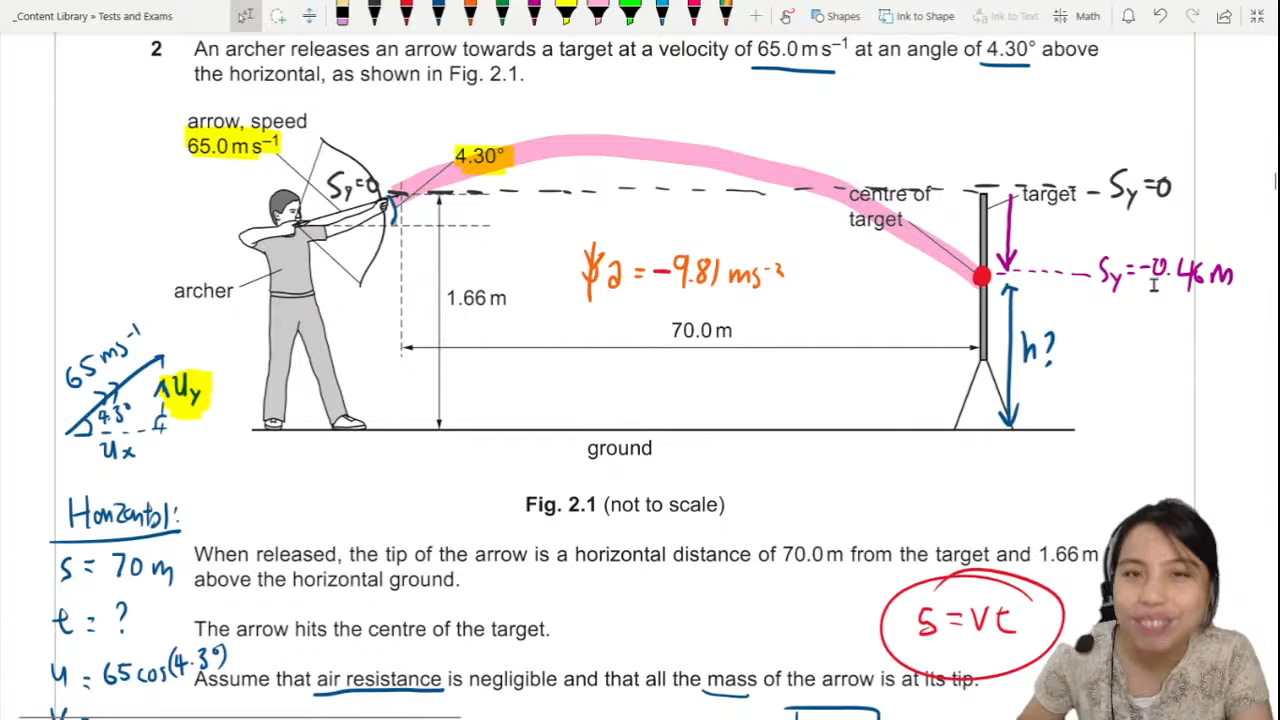 _Content Library » Tests and Exams
Shapes
Ink to Shape
Ink to Text
Math
2 An archer releases an arrow towards a target at a velocity of 65.0 m s⁻¹ at an angle of 4.30° above
the horizontal, as shown in Fig. 2.1.
arrow, speed
65.0 m s⁻¹
4.30°
Sy=0
centre of
target
target
- Sy=0
a = -9.81 ms⁻²
Sy=-0.46 m
archer
1.66 m
70.0 m
h?
65 ms⁻¹
4.3°
uy
ux
ground
Fig. 2.1 (not to scale)
Horizontal:
s = 70 m
t = ?
u = 65 cos(4.3°)
When released, the tip of the arrow is a horizontal distance of 70.0 m from the target and 1.66 m
above the horizontal ground.
s = vt
The arrow hits the centre of the target.
Assume that air resistance is negligible and that all the mass of the arrow is at its tip.